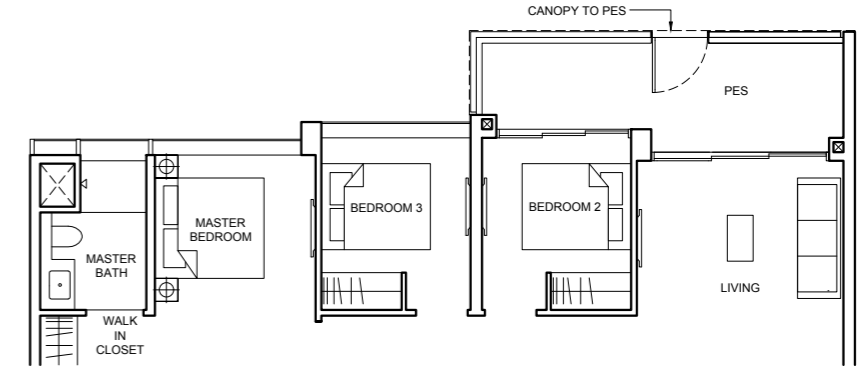 CANOPY TO PES
PES
BEDROOM 3
BEDROOM 2
MASTER
BEDROOM
MASTER
BATH
LIVING
WALK
IN
CLOSET